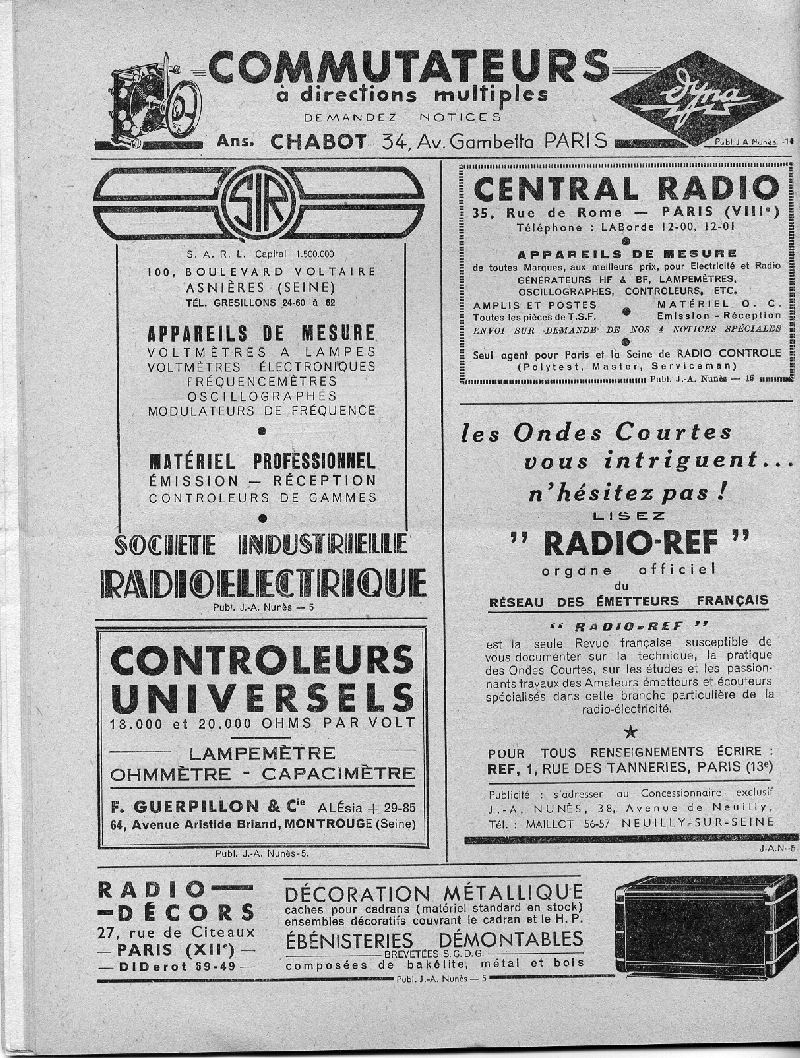 COMMUTATEURS
à directions multiples
DEMANDEZ NOTICES
Ans. CHABOT 34, Av. Gambetta PARIS
dyna
Publ. J.A. Nunès.-14
SIR
S. A. R. L. Capital 1.500.000
100, BOULEVARD VOLTAIRE
ASNIÈRES (SEINE)
TÉL. GRESILLONS 24-60 à 62
APPAREILS DE MESURE
VOLTMÈTRES A LAMPES
VOLTMÈTRES ÉLECTRONIQUES
FRÉQUENCEMÈTRES
OSCILLOGRAPHES
MODULATEURS DE FRÉQUENCE
MATÉRIEL PROFESSIONNEL
ÉMISSION — RÉCEPTION
CONTROLEURS DE GAMMES
SOCIETE INDUSTRIELLE
RADIOELECTRIQUE
Publ. J.-A. Nunès — 5
CONTROLEURS
UNIVERSELS
13.000 et 20.000 OHMS PAR VOLT
LAMPEMÈTRE
OHMMÈTRE - CAPACIMÈTRE
F. GUERPILLON & Cie ALÉsia + 29-85
64, Avenue Aristide Briand, MONTROUGE (Seine)
Publ. J.-A. Nunès-5.
CENTRAL RADIO
35, Rue de Rome — PARIS (VIIIe)
Téléphone : LABorde 12-00, 12-01
APPAREILS DE MESURE
de toutes Marques, aux meilleurs prix, pour Electricité et Radio
GÉNÉRATEURS HF & BF, LAMPEMÈTRES,
OSCILLOGRAPHES, CONTROLEURS, ETC.
AMPLIS ET POSTES MATÉRIEL O. C.
Toutes les pièces de T.S.F. Emission - Réception
ENVOI SUR DEMANDE DE NOS 4 NOTICES SPÉCIALES
Seul agent pour Paris et la Seine de RADIO CONTROLE
(Polytest, Master, Serviceman)
Publ. J.-A. Nunès — 16
les Ondes Courtes
vous intriguent...
n'hésitez pas !
LISEZ
" RADIO-REF "
organe officiel
du
RÉSEAU DES ÉMETTEURS FRANÇAIS
" RADIO-REF "
est la seule Revue française susceptible de
vous documenter sur la technique, la pratique
des Ondes Courtes, sur les études et les passion-
nants travaux des Amateurs émetteurs et écouteurs
spécialisés dans cette branche particulière de la
radio-électricité.
POUR TOUS RENSEIGNEMENTS ÉCRIRE :
REF, 1, RUE DES TANNERIES, PARIS (13e)
Publicité : s'adresser au Concessionnaire exclusif
J.-A. NUNÈS, 38, Avenue de Neuilly,
Tél. : MAILLOT 56-57 NEUILLY-SUR-SEINE
J.A.N-5
RADIO
-DÉCORS
27, rue de Citeaux
— PARIS (XIIe) —
— DIDerot 69-49 —
DÉCORATION MÉTALLIQUE
caches pour cadrans (matériel standard en stock)
ensembles décoratifs couvrant le cadran et le H.P.
ÉBÉNISTERIES DÉMONTABLES
BREVETÉES S.G.D.G.
composées de bakélite, métal et bois
Publ. J.-A. Nunès — 5